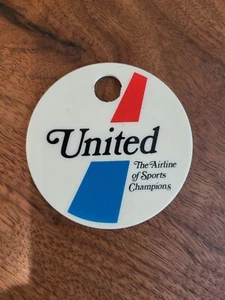 United
The Airline
of Sports
Champions